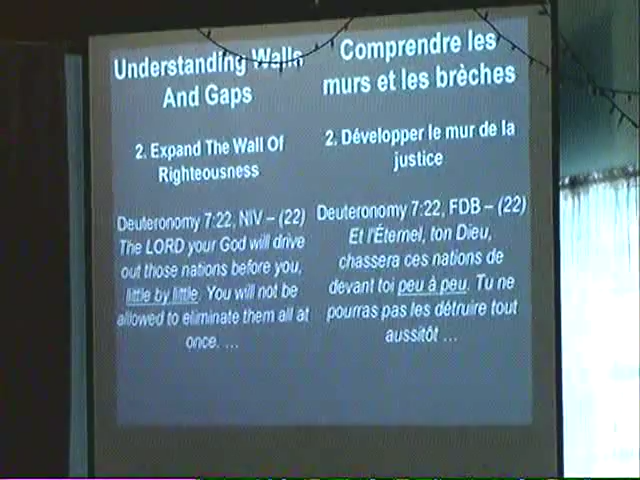 Understanding Walls
And Gaps
2. Expand The Wall Of
Righteousness
Deuteronomy 7:22, NIV – (22)
The LORD your God will drive
out those nations before you,
little by little. You will not be
allowed to eliminate them all at
once. ...
Comprendre les
murs et les brèches
2. Développer le mur de la
justice
Deuteronomy 7:22, FDB – (22)
Et l'Éternel, ton Dieu,
chassera ces nations de
devant toi peu à peu. Tu ne
pourras pas les détruire tout
aussitôt ...